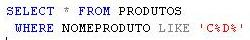 SELECT * FROM PRODUTOS
WHERE NOMEPRODUTO LIKE 'C%D%'